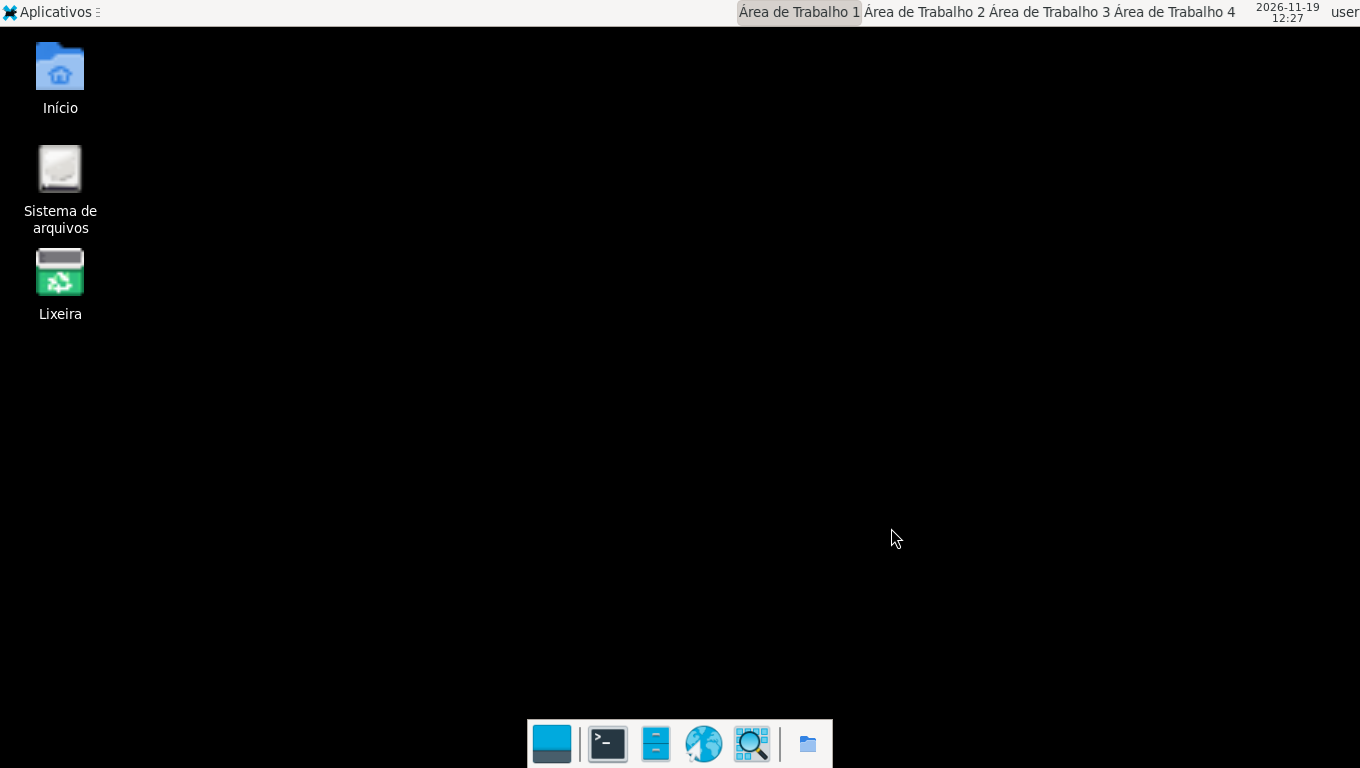 Aplicativos
Área de Trabalho 1 Área de Trabalho 2 Área de Trabalho 3 Área de Trabalho 4
2026-11-19
12:27
user
Início
Sistema de
arquivos
Lixeira
>_